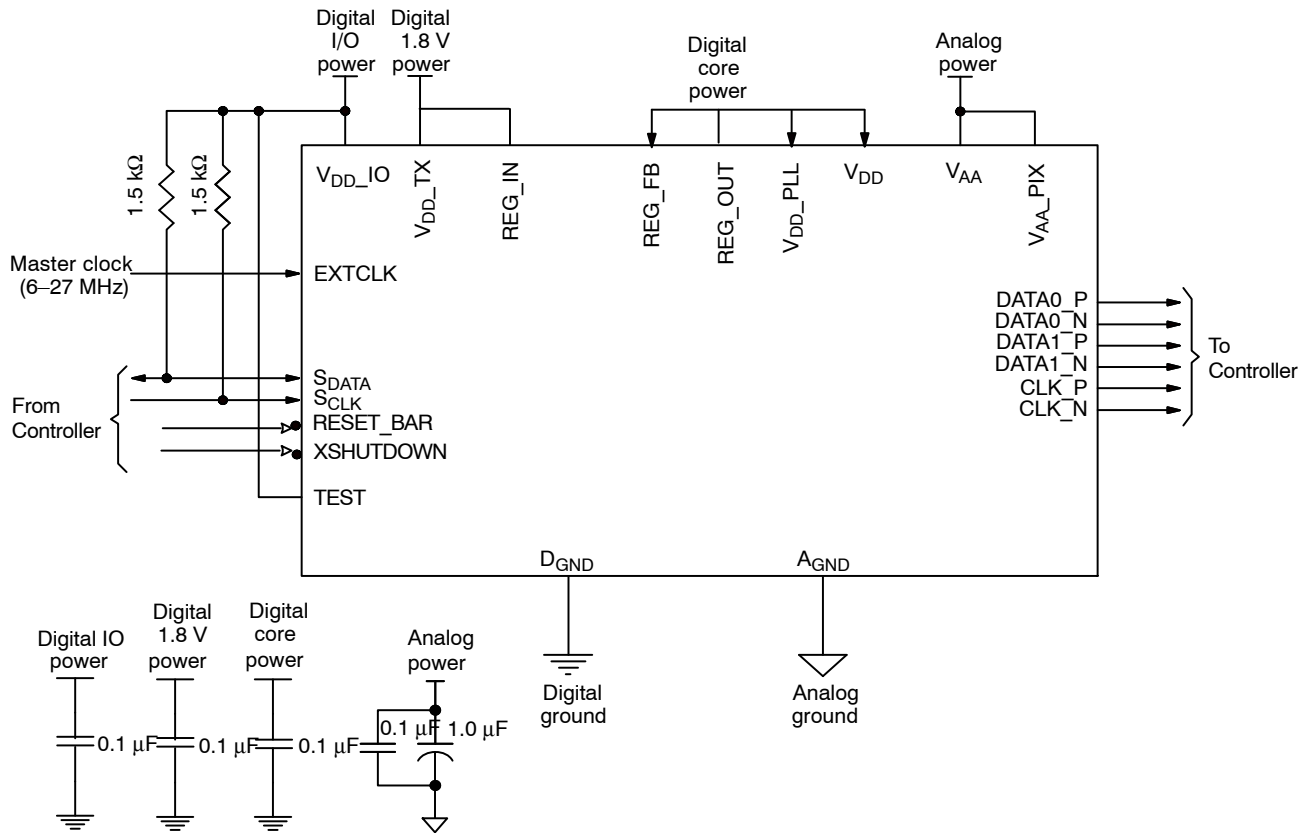 Digital
I/O
power
Digital
1.8 V
power
Digital
core
power
Analog
power
1.5 kΩ
1.5 kΩ
VDD_IO
VDD_TX
REG_IN
REG_FB
REG_OUT
VDD_PLL
VDD
VAA
VAA_PIX
Master clock
(6–27 MHz)
EXTCLK
DATA0_P
DATA0_N
DATA1_P
DATA1_N
CLK_P
CLK_N
To
Controller
From
Controller
SDATA
SCLK
RESET_BAR
XSHUTDOWN
TEST
DGND
AGND
Digital
ground
Analog
ground
Digital IO
power
Digital
1.8 V
power
Digital
core
power
Analog
power
0.1 μF
0.1 μF
0.1 μF
0.1 μF
1.0 μF